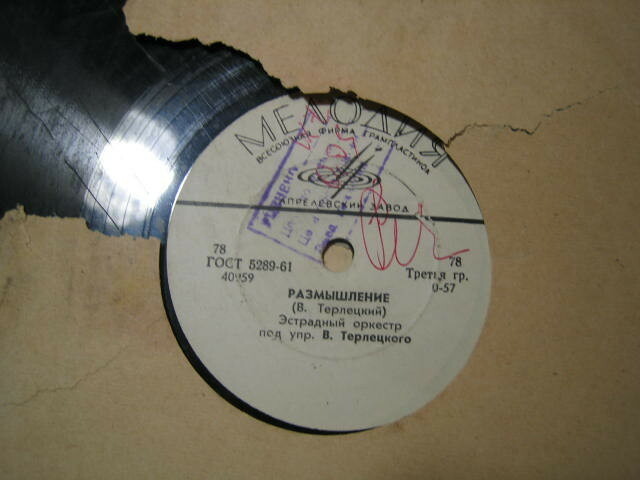 МЕЛОДИЯ
ВСЕСОЮЗНАЯ ФИРМА ГРАМПЛАСТИНОК
АПРЕЛЕВСКИЙ ЗАВОД
78
ГОСТ 5289-61
40959
78
Третья гр.
0-57
РАЗМЫШЛЕНИЕ
(В. Терлецкий)
Эстрадный оркестр
под упр. В. Терлецкого